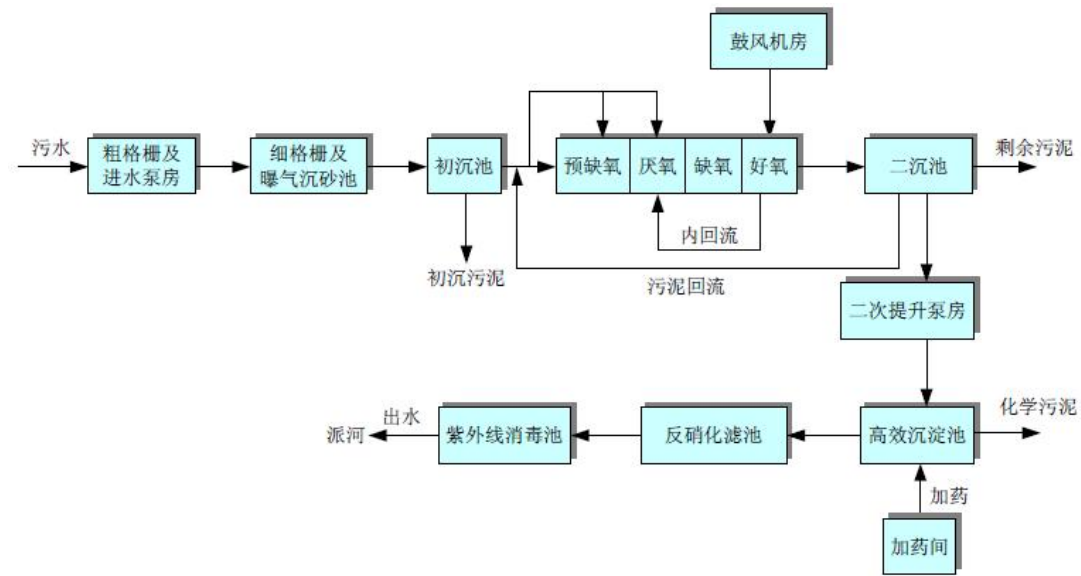 鼓风机房
污水
粗格栅及
进水泵房
细格栅及
曝气沉砂池
初沉池
预缺氧
厌氧
缺氧
好氧
二沉池
剩余污泥
内回流
初沉污泥
污泥回流
二次提升泵房
派河
出水
紫外线消毒池
反硝化滤池
高效沉淀池
化学污泥
加药
加药间